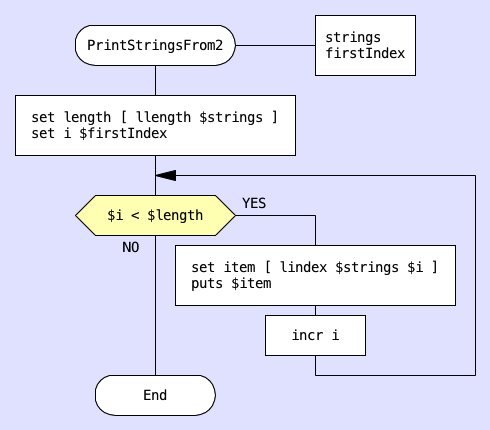 PrintStringsFrom2
strings
firstIndex
set length [ llength $strings ]
set i $firstIndex
$i < $length
YES
NO
set item [ lindex $strings $i ]
puts $item
incr i
End